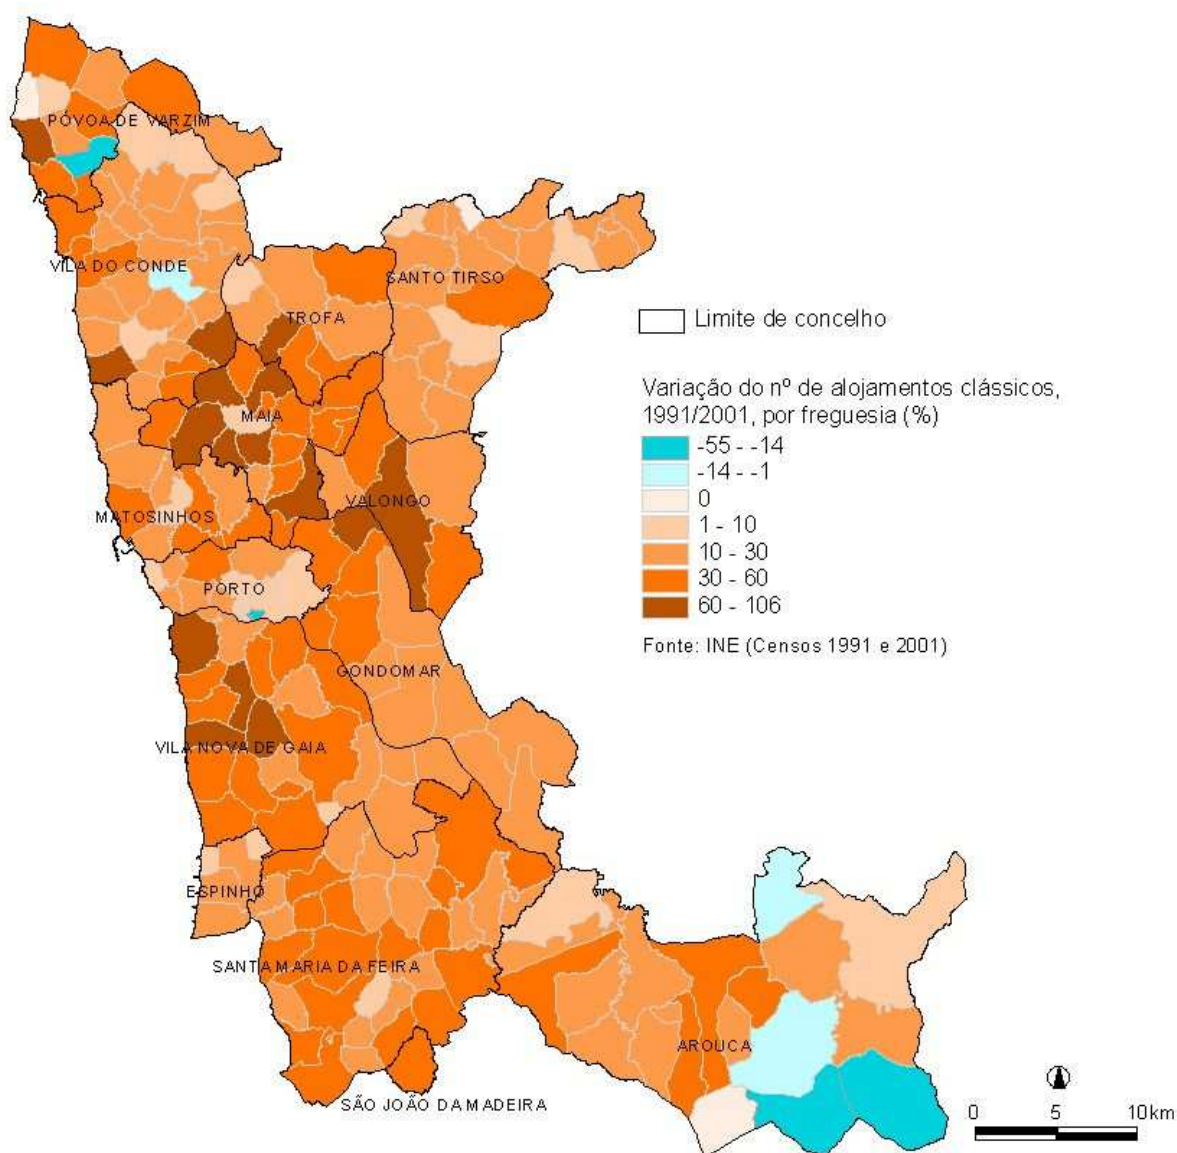 PÓVOA DE VARZIM
VILA DO CONDE
SANTO TIRSO
TROFA
Limite de concelho
Variação do nº de alojamentos clássicos,
1991/2001, por freguesia (%)
-55 - -14
-14 - -1
0
1 - 10
10 - 30
30 - 60
60 - 106
Fonte: INE (Censos 1991 e 2001)
MAIA
VALONGO
MATOSINHOS
PORTO
GONDOMAR
VILA NOVA DE GAIA
ESPINHO
SANTA MARIA DA FEIRA
AROUCA
SÃO JOÃO DA MADEIRA
0 5 10km